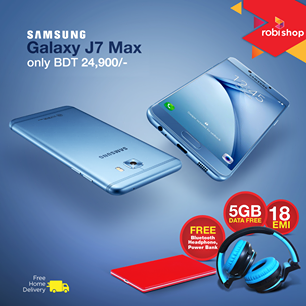 robishop
SAMSUNG
Galaxy J7 Max
only BDT 24,900/-
SAMSUNG
5GB
DATA FREE
18
EMI
FREE
Bluetooth
Headphone,
Power Bank
Free
Home
Delivery